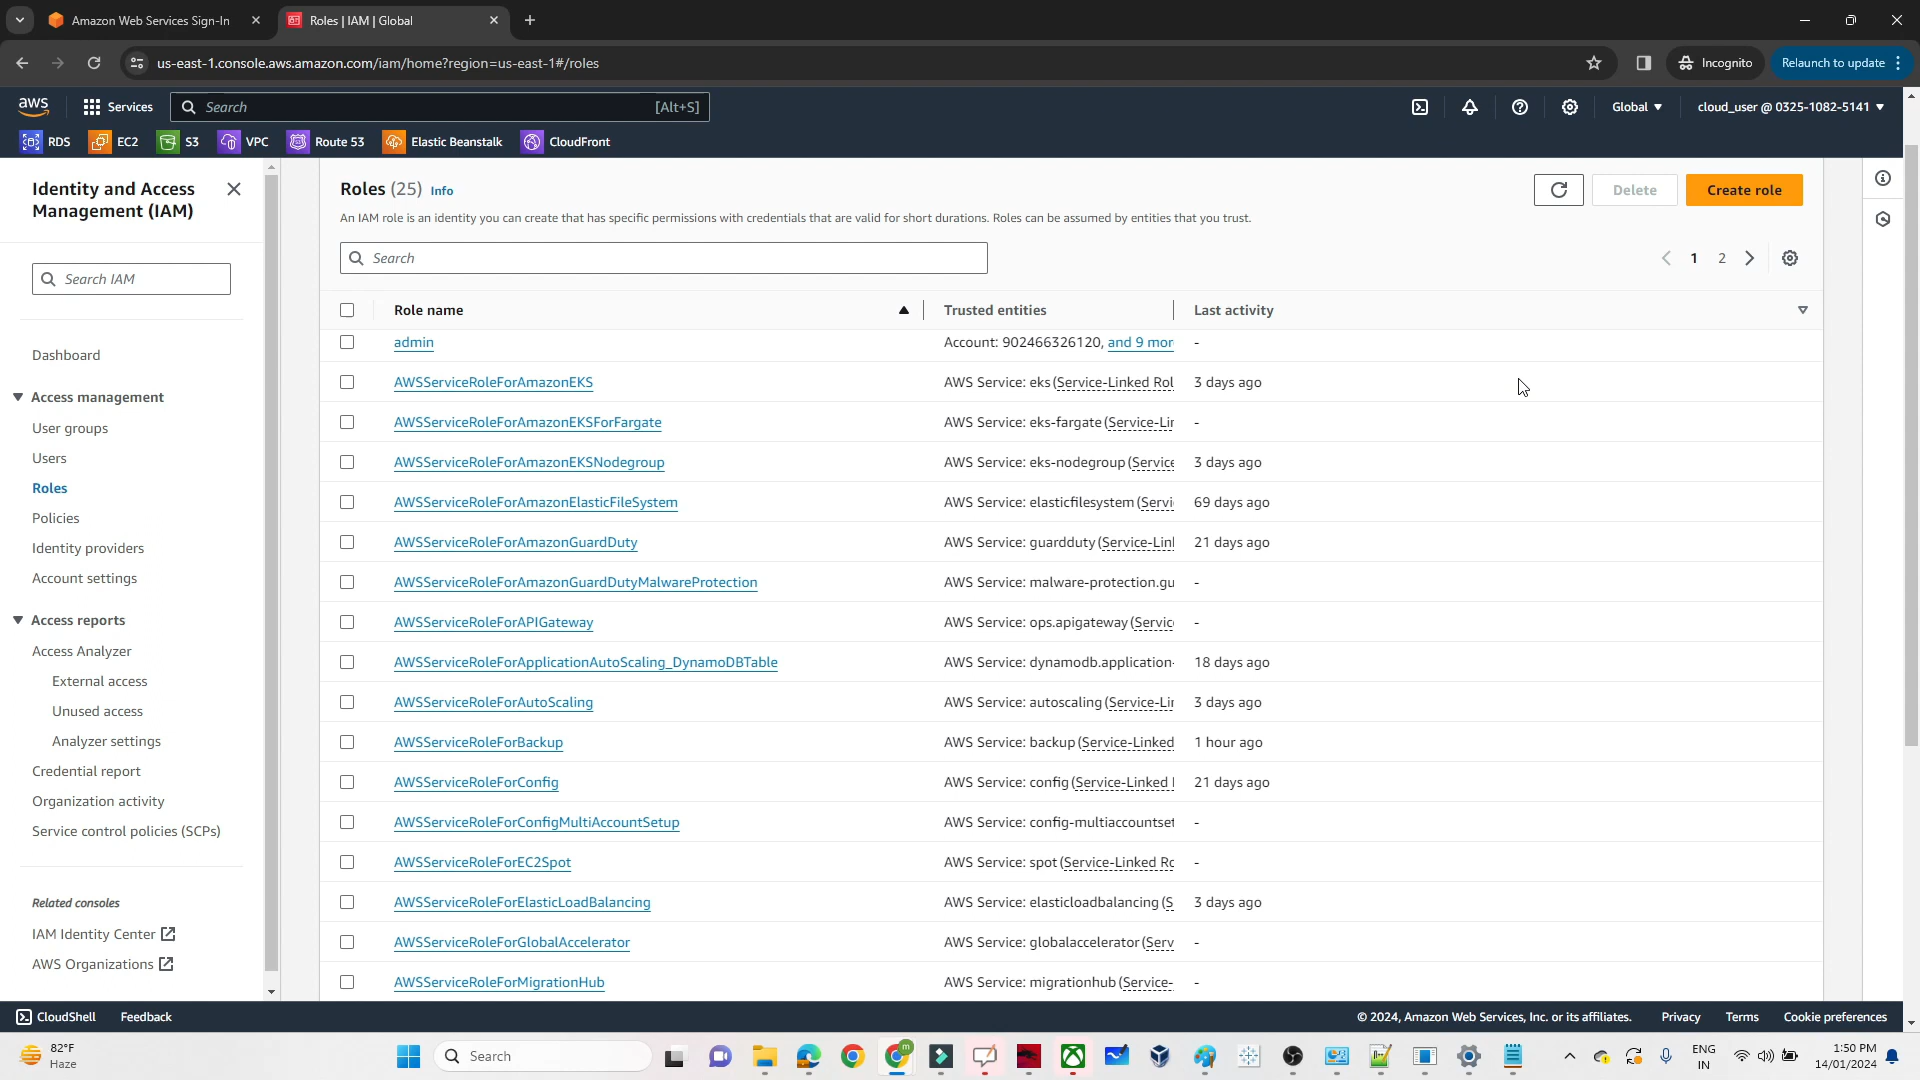 Amazon Web Services Sign-In
Roles | IAM | Global
us-east-1.console.aws.amazon.com/iam/home?region=us-east-1#/roles
Incognito
Relaunch to update
aws
Services
Search
[Alt+S]
Global
cloud_user @ 0325-1082-5141
RDS
EC2
S3
VPC
Route 53
Elastic Beanstalk
CloudFront
Identity and Access
Management (IAM)
Search IAM
Dashboard
Access management
User groups
Users
Roles
Policies
Identity providers
Account settings
Access reports
Access Analyzer
External access
Unused access
Analyzer settings
Credential report
Organization activity
Service control policies (SCPs)
Related consoles
IAM Identity Center
AWS Organizations
Roles (25) Info
Delete
Create role
An IAM role is an identity you can create that has specific permissions with credentials that are valid for short durations. Roles can be assumed by entities that you trust.
Search
1 2
Role name Trusted entities Last activity
admin Account: 902466326120, and 9 mor -
AWSServiceRoleForAmazonEKS AWS Service: eks (Service-Linked Rol 3 days ago
AWSServiceRoleForAmazonEKSForFargate AWS Service: eks-fargate (Service-Lin -
AWSServiceRoleForAmazonEKSNodegroup AWS Service: eks-nodegroup (Service 3 days ago
AWSServiceRoleForAmazonElasticFileSystem AWS Service: elasticfilesystem (Servi 69 days ago
AWSServiceRoleForAmazonGuardDuty AWS Service: guardduty (Service-Linl 21 days ago
AWSServiceRoleForAmazonGuardDutyMalwareProtection AWS Service: malware-protection.gu -
AWSServiceRoleForAPIGateway AWS Service: ops.apigateway (Servic -
AWSServiceRoleForApplicationAutoScaling_DynamoDBTable AWS Service: dynamodb.application- 18 days ago
AWSServiceRoleForAutoScaling AWS Service: autoscaling (Service-Lin 3 days ago
AWSServiceRoleForBackup AWS Service: backup (Service-Linked 1 hour ago
AWSServiceRoleForConfig AWS Service: config (Service-Linked 21 days ago
AWSServiceRoleForConfigMultiAccountSetup AWS Service: config-multiaccountset -
AWSServiceRoleForEC2Spot AWS Service: spot (Service-Linked Ro -
AWSServiceRoleForElasticLoadBalancing AWS Service: elasticloadbalancing (S 3 days ago
AWSServiceRoleForGlobalAccelerator AWS Service: globalaccelerator (Serv -
AWSServiceRoleForMigrationHub AWS Service: migrationhub (Service- -
CloudShell
Feedback
© 2024, Amazon Web Services, Inc. or its affiliates.
Privacy
Terms
Cookie preferences
82°F
Haze
Search
ENG
IN
1:50 PM
14/01/2024